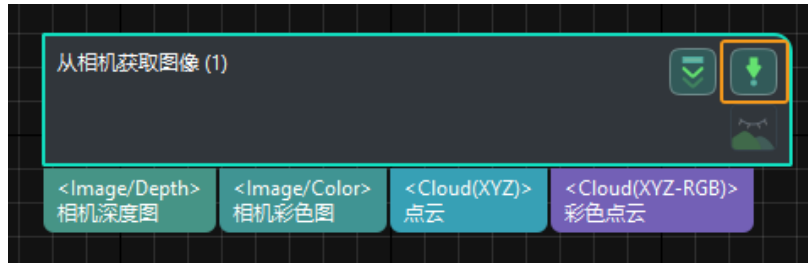 从相机获取图像 (1)
<Image/Depth> <Image/Color> <Cloud(XYZ)> <Cloud(XYZ-RGB)>
相机深度图 相机彩色图 点云 彩色点云